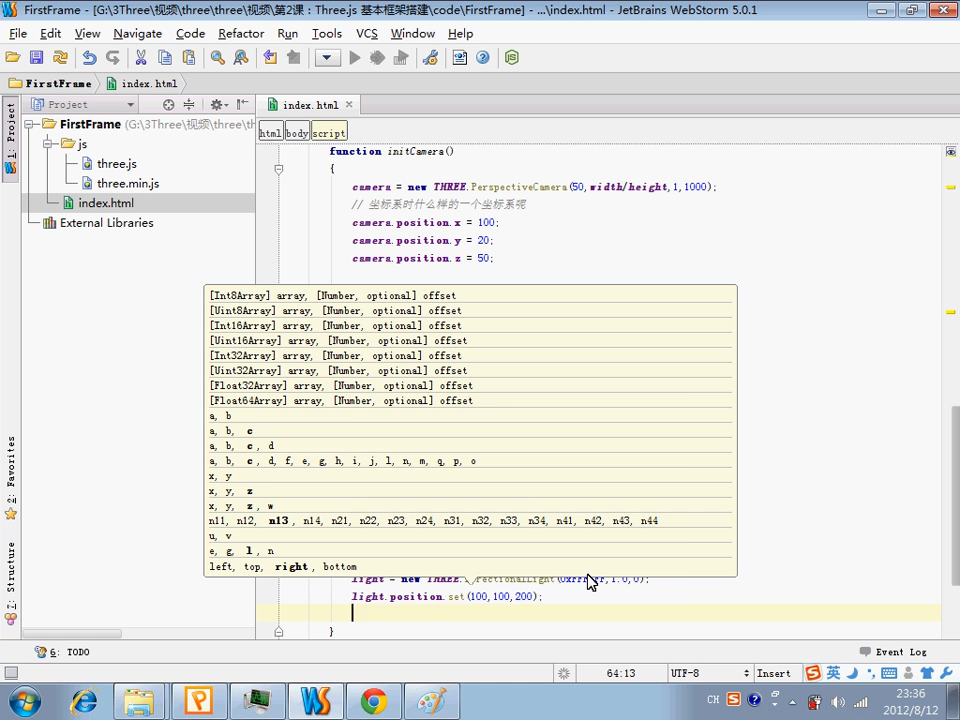 FirstFrame - [G:\3Three\视频\three\three\视频\第2课：Three.js 基本框架搭建\code\FirstFrame] - ...\index.html - JetBrains WebStorm 5.0.1
File Edit View Navigate Code Refactor Run Tools VCS Window Help
FirstFrame index.html
Project index.html
html body script
1: Project
FirstFrame (G:\3Three\视频\three\th
js
three.js
three.min.js
index.html
External Libraries
function initCamera()
{
camera = new THREE.PerspectiveCamera(50,width/height,1,1000);
// 坐标系时什么样的一个坐标系呢
camera.position.x = 100;
camera.position.y = 20;
camera.position.z = 50;
[Int8Array] array, [Number, optional] offset
[Uint8Array] array, [Number, optional] offset
[Int16Array] array, [Number, optional] offset
[Uint16Array] array, [Number, optional] offset
[Int32Array] array, [Number, optional] offset
[Uint32Array] array, [Number, optional] offset
[Float32Array] array, [Number, optional] offset
[Float64Array] array, [Number, optional] offset
a, b
a, b, c
a, b, c, d
a, b, c, d, f, e, g, h, i, j, l, n, m, q, p, o
x, y
x, y, z
x, y, z, w
n11, n12, n13, n14, n21, n22, n23, n24, n31, n32, n33, n34, n41, n42, n43, n44
u, v
e, g, l, n
left, top, right, bottom
light = new
light.position.set(100,100,200);
}
2: Favorites
7: Structure
6: TODO
Event Log
64:13 UTF-8 Insert 英
CH
23:36
2012/8/12